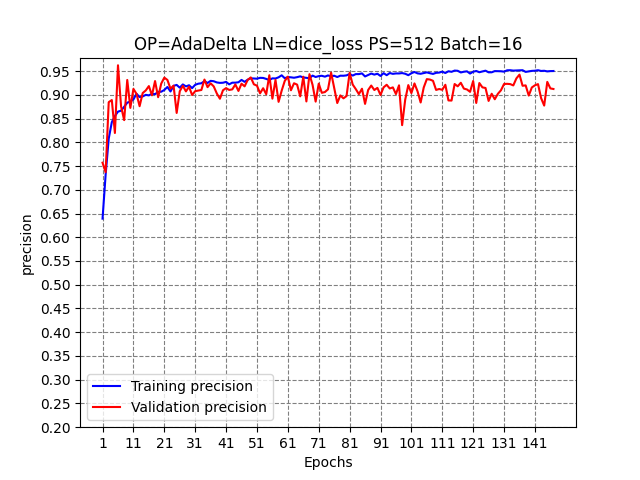 OP=AdaDelta LN=dice_loss PS=512 Batch=16
precision
0.95
0.90
0.85
0.80
0.75
0.70
0.65
0.60
0.55
0.50
0.45
0.40
0.35
0.30
0.25
0.20
Training precision
Validation precision
1 11 21 31 41 51 61 71 81 91 101 111 121 131 141
Epochs